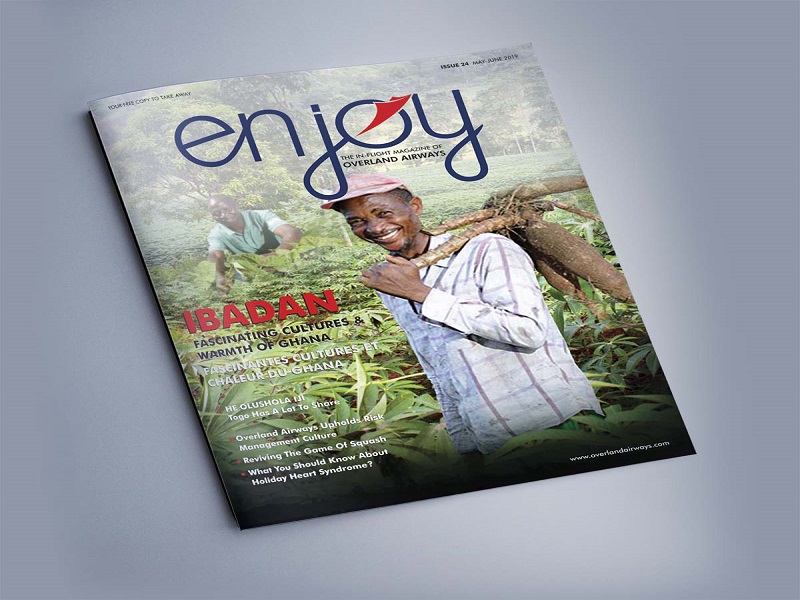 YOUR FREE COPY TO TAKE AWAY
ISSUE 24 MAY-JUNE 2019
enjoy
THE IN-FLIGHT MAGAZINE OF
OVERLAND AIRWAYS
IBADAN
FASCINATING CULTURES &
WARMTH OF GHANA
FASCINANTES CULTURES ET
CHALEUR DU GHANA
HE OLUSHOLA IJI
Togo Has A Lot To Share
Overland Airways Upholds Risk
Management Culture
Reviving The Game Of Squash
What You Should Know About
Holiday Heart Syndrome?
www.overlandairways.com